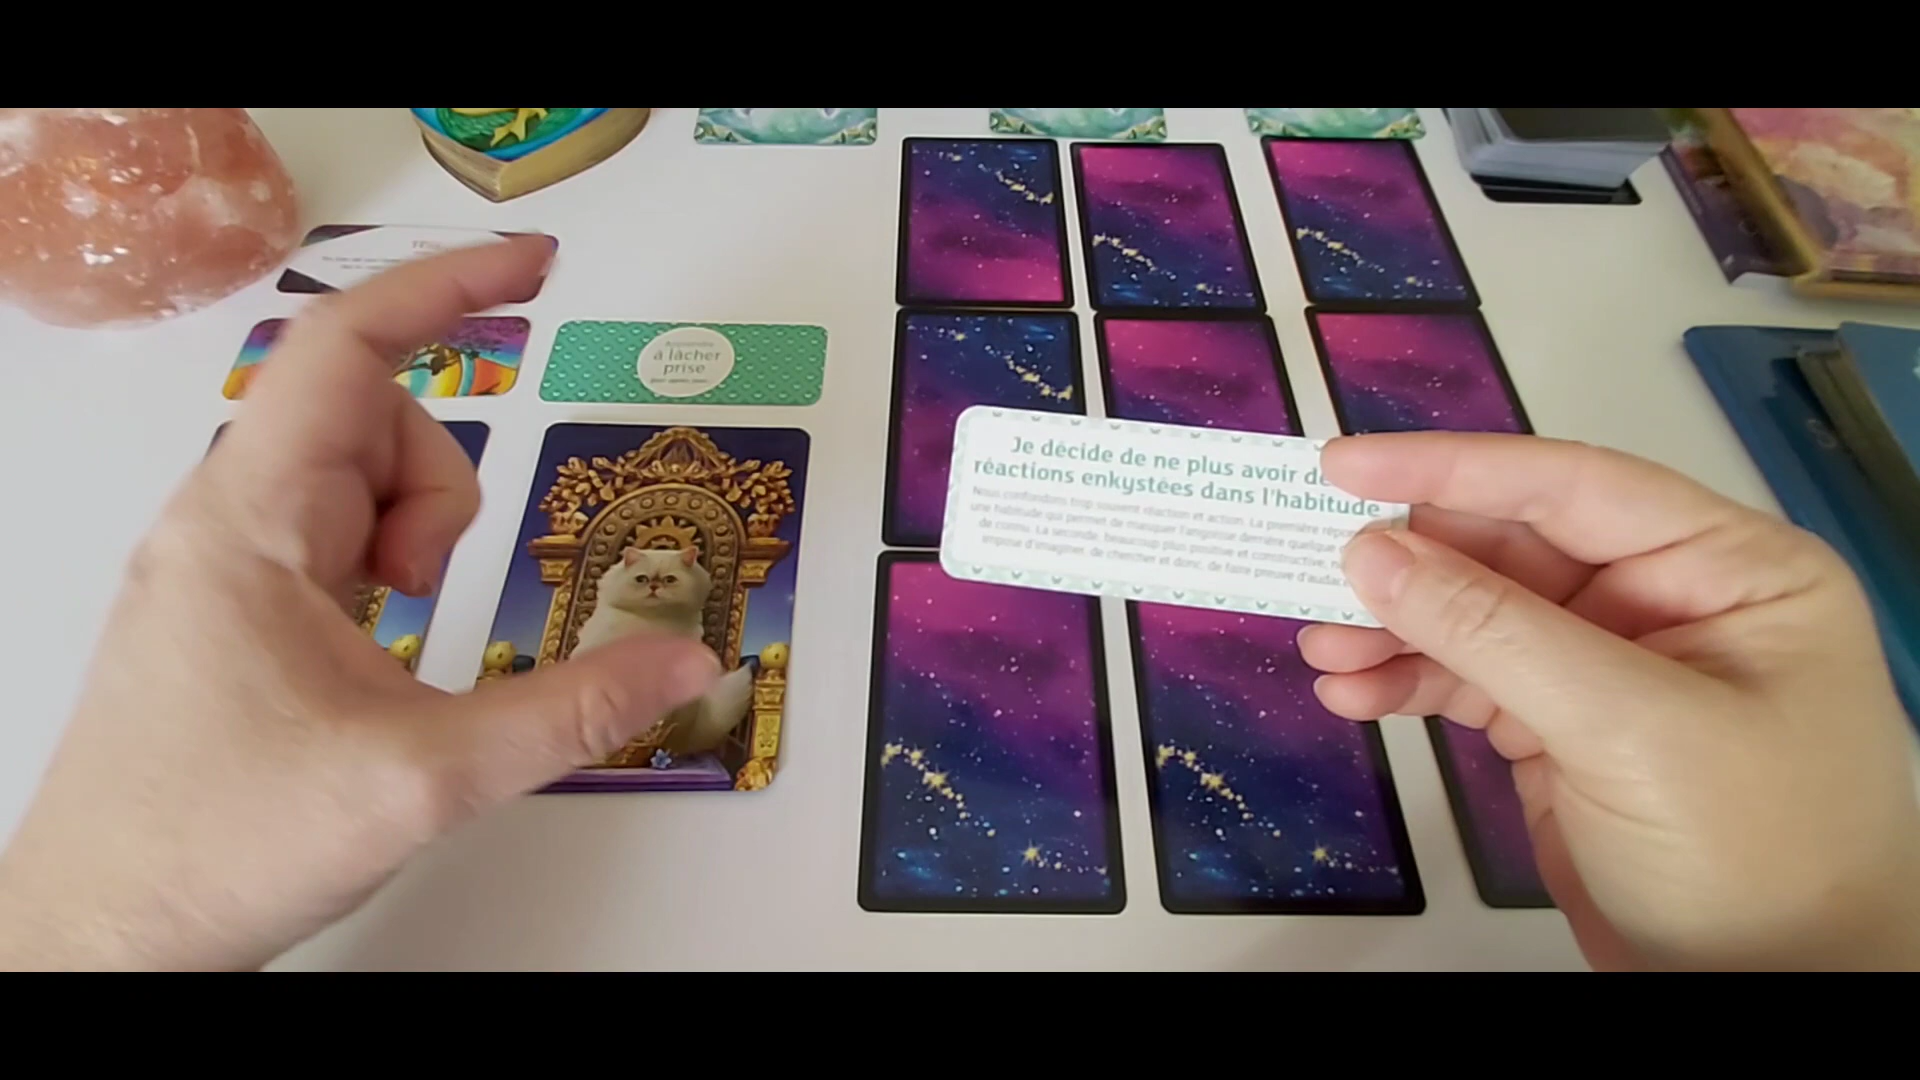 Apprendre
à lâcher
prise
Je décide de ne plus avoir de
réactions enkystées dans l'habitude
Nous confondons trop souvent réaction et action. La première
une habitude qui permet de masquer l'angoisse derrière quelque
de connu. La seconde, beaucoup plus positive et constructive,
impose d'imaginer, de chercher et donc, de faire preuve d'audace